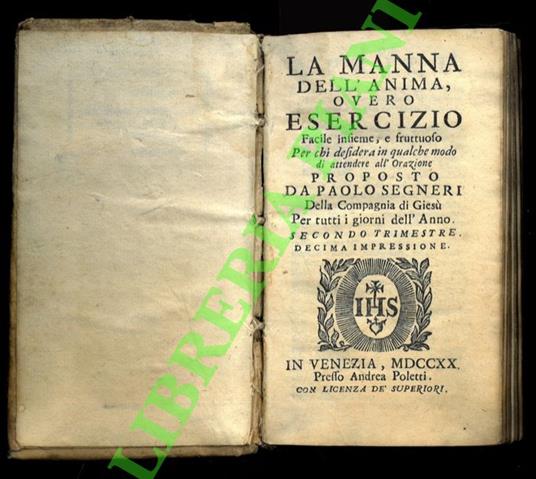 LA MANNA
DELL'ANIMA,
OVERO
ESERCIZIO
Facile insieme, e fruttuoso
Per chi desidera in qualche modo
di attendere all' Orazione
PROPOSTO
DA PAOLO SEGNERI
Della Compagnia di Giesù
Per tutti i giorni dell' Anno.
SECONDO TRIMESTRE.
DECIMA IMPRESSIONE.
IHS
IN VENEZIA, MDCCXX.
Presso Andrea Poletti.
CON LICENZA DE' SUPERIORI.
LIBRERIA PIANI